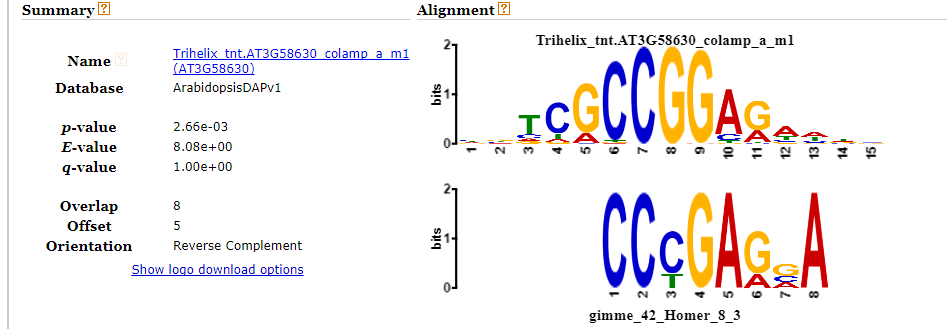 Summary ?
Alignment ?
Name ?
Trihelix_tnt.AT3G58630_colamp_a_m1
(AT3G58630)
Database
ArabidopsisDAPv1
p-value
2.66e-03
E-value
8.08e+00
q-value
1.00e+00
Overlap
8
Offset
5
Orientation
Reverse Complement
Show logo download options
Trihelix_tnt.AT3G58630_colamp_a_m1
bits
2
1
0
TCGCCGGAGAA
1 2 3 4 5 6 7 8 9 10 11 12 13 14 15
bits
2
1
0
CCCGAGGA
T A A
1 2 3 4 5 6 7 8
gimme_42_Homer_8_3